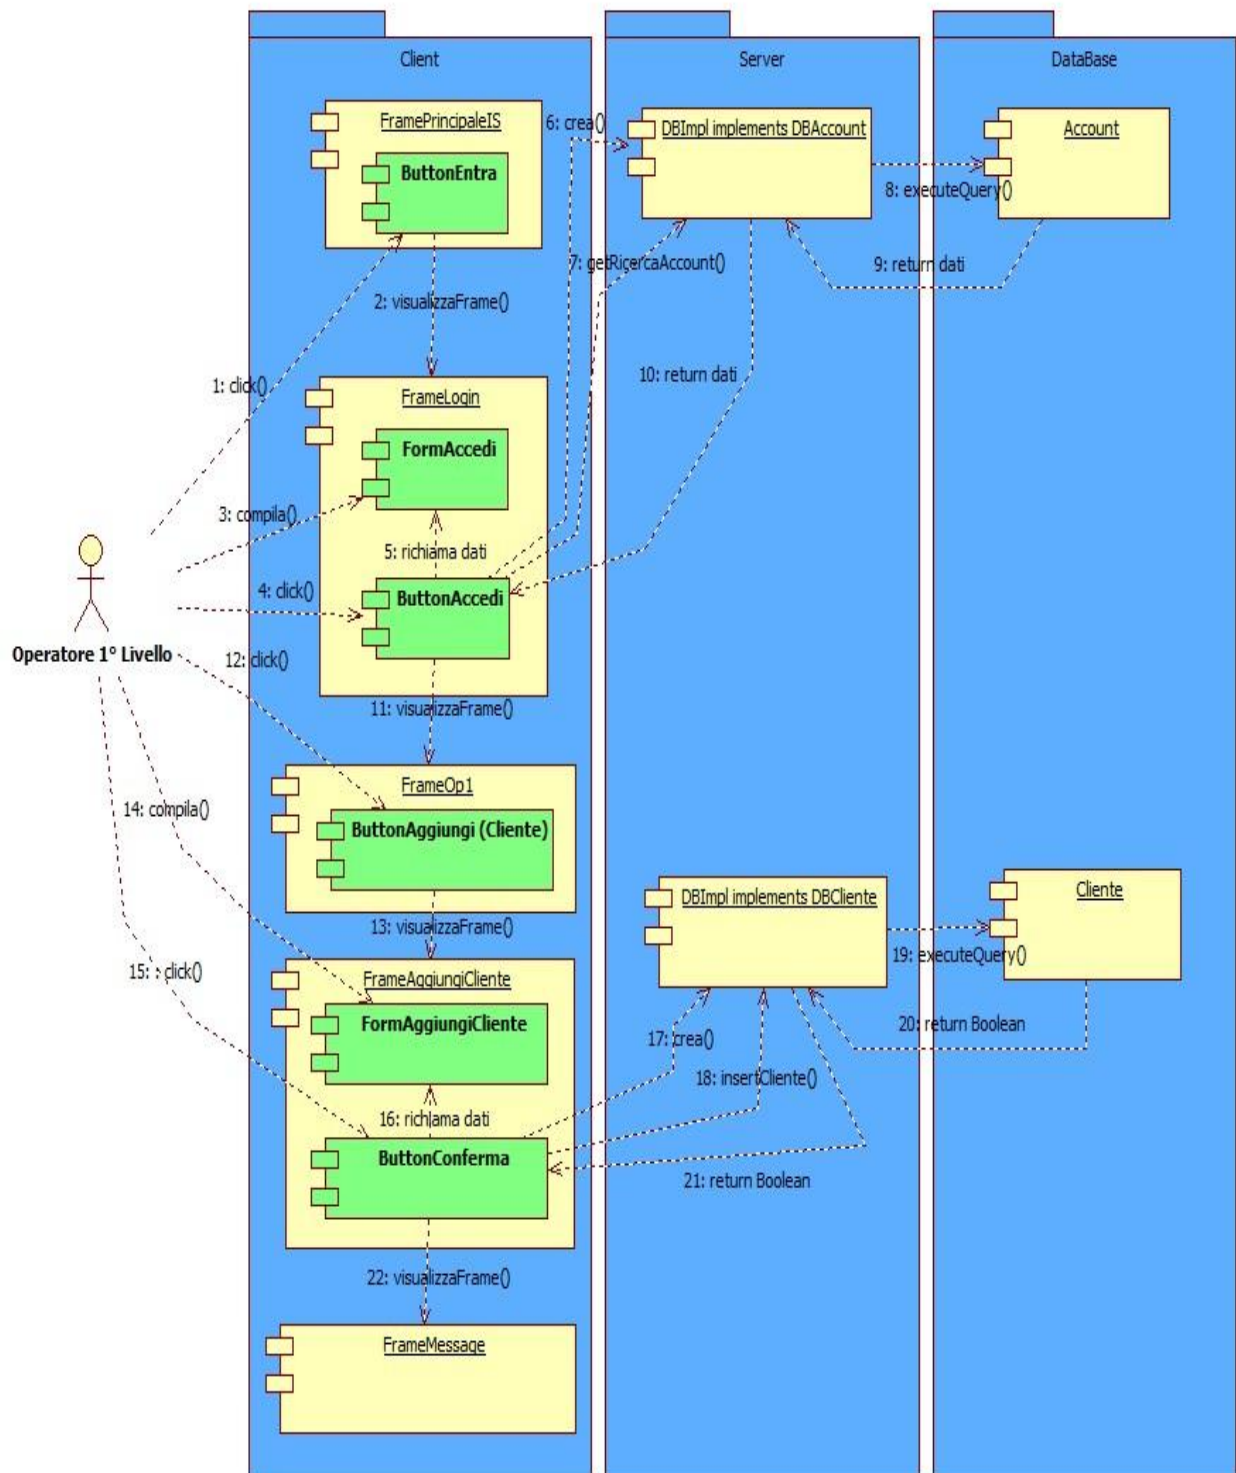 Client
Server
DataBase
FramePrincipaleIS
ButtonEntra
6: crea()
DBImpl implements DBAccount
Account
8: executeQuery()
7: getRicercaAccount()
9: return dati
2: visualizzaFrame()
10: return dati
1: click()
FrameLogin
FormAccedi
3: compila()
5: richiama dati
4: click()
ButtonAccedi
Operatore 1° Livello
12: click()
11: visualizzaFrame()
FrameOp1
14: compila()
ButtonAggiungi (Cliente)
DBImpl implements DBCliente
Cliente
13: visualizzaFrame()
19: executeQuery()
15: : click()
FrameAggiungiCliente
FormAggiungiCliente
20: return Boolean
17: crea()
18: insertCliente()
16: richiama dati
ButtonConferma
21: return Boolean
22: visualizzaFrame()
FrameMessage